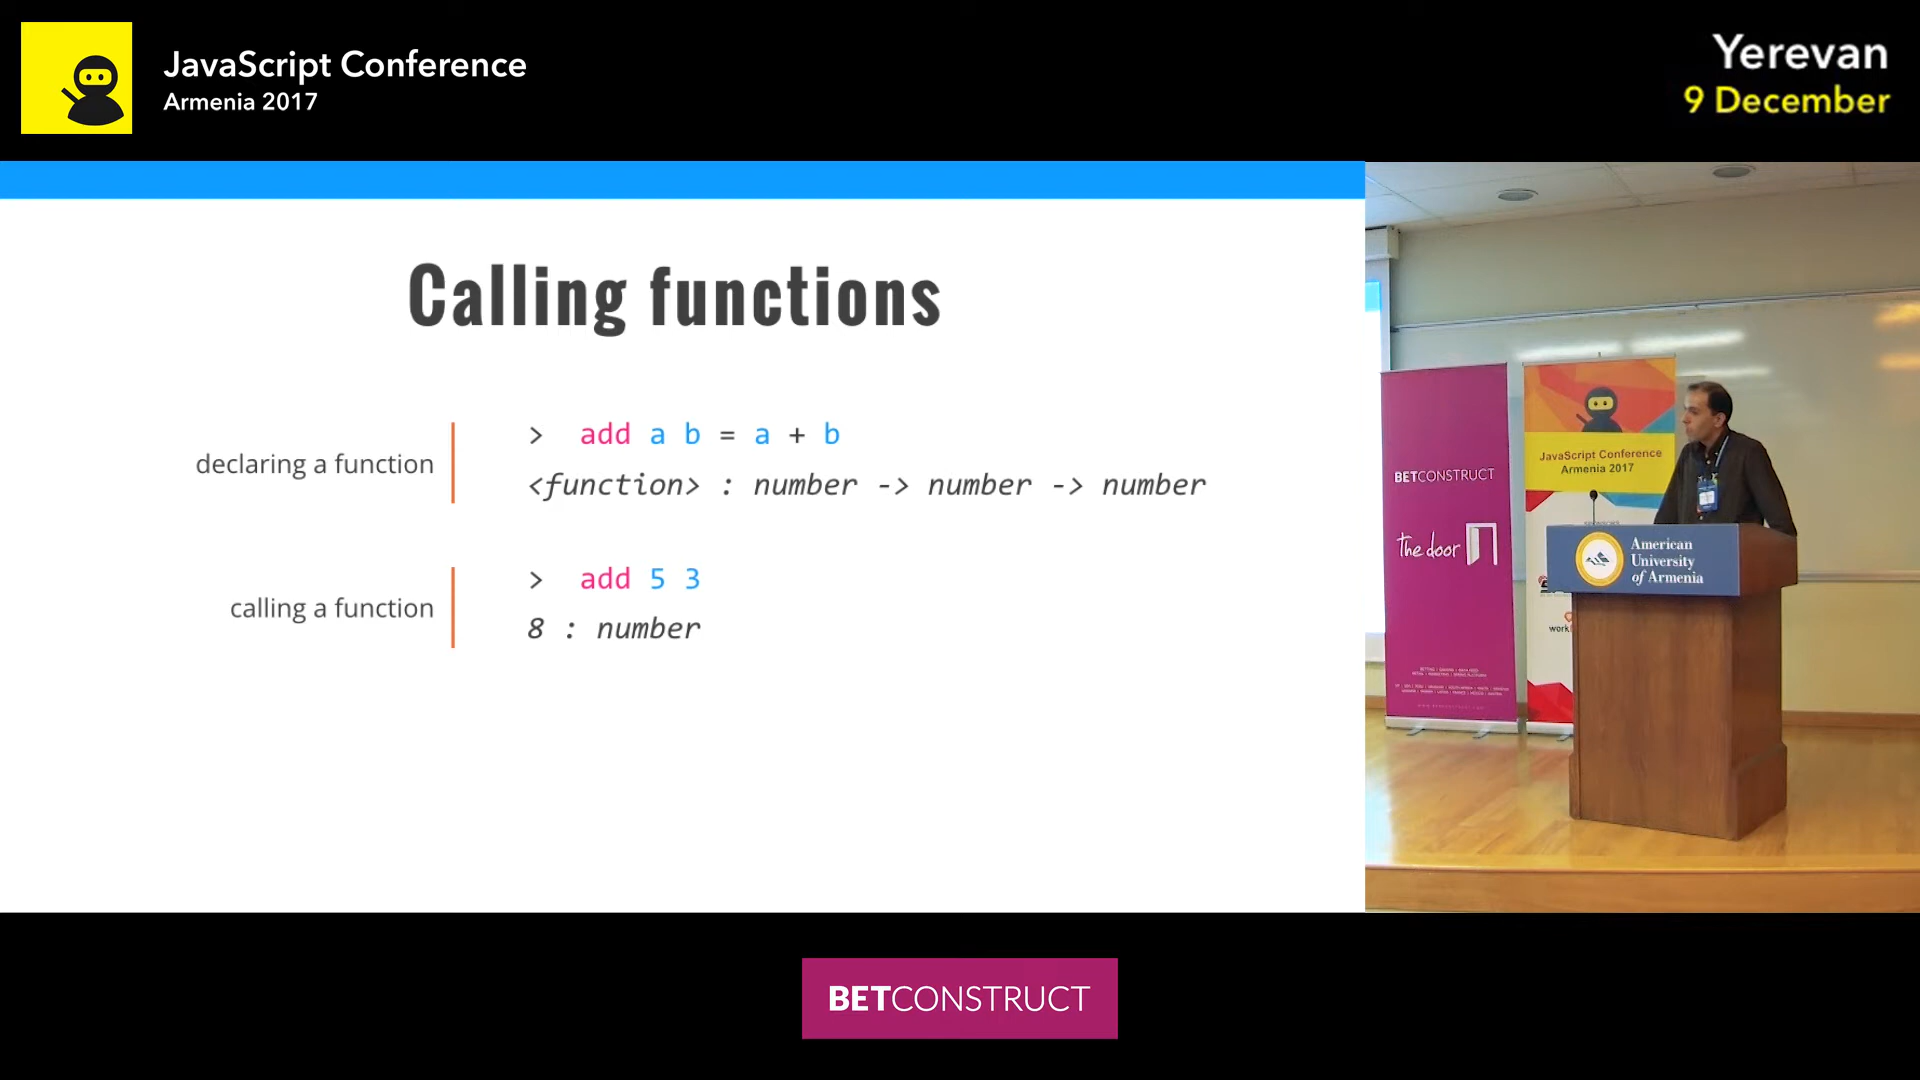 JavaScript Conference
Armenia 2017
Yerevan
9 December
Calling functions
declaring a function
> add a b = a + b
<function> : number -> number -> number
calling a function
> add 5 3
8 : number
BETCONSTRUCT
The door
JavaScript Conference
Armenia 2017
American
University
of Armenia
work
BETCONSTRUCT